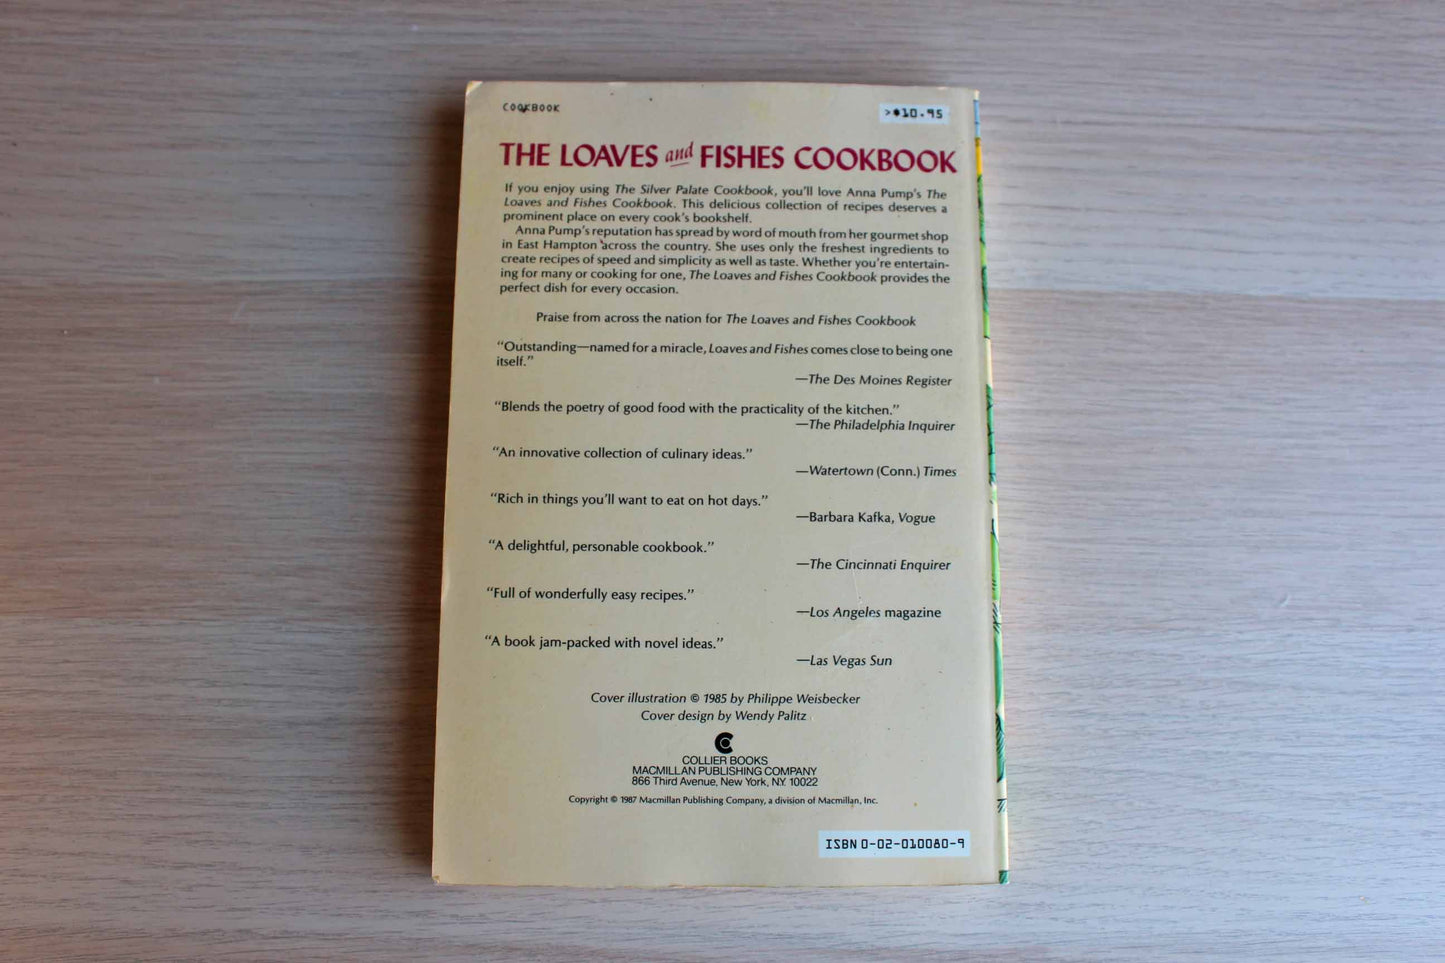 COOKBOOK
>$10.95
THE LOAVES and FISHES COOKBOOK
If you enjoy using The Silver Palate Cookbook, you'll love Anna Pump's The
Loaves and Fishes Cookbook. This delicious collection of recipes deserves a
prominent place on every cook's bookshelf.
Anna Pump's reputation has spread by word of mouth from her gourmet shop
in East Hampton across the country. She uses only the freshest ingredients to
create recipes of speed and simplicity as well as taste. Whether you're entertain-
ing for many or cooking for one, The Loaves and Fishes Cookbook provides the
perfect dish for every occasion.
Praise from across the nation for The Loaves and Fishes Cookbook
“Outstanding—named for a miracle, Loaves and Fishes comes close to being one
itself.”
—The Des Moines Register
“Blends the poetry of good food with the practicality of the kitchen.”
—The Philadelphia Inquirer
“An innovative collection of culinary ideas.”
—Watertown (Conn.) Times
“Rich in things you'll want to eat on hot days.”
—Barbara Kafka, Vogue
“A delightful, personable cookbook.”
—The Cincinnati Enquirer
“Full of wonderfully easy recipes.”
—Los Angeles magazine
“A book jam-packed with novel ideas.”
—Las Vegas Sun
Cover illustration © 1985 by Philippe Weisbecker
Cover design by Wendy Palitz
COLLIER BOOKS
MACMILLAN PUBLISHING COMPANY
866 Third Avenue, New York, N.Y. 10022
Copyright © 1987 Macmillan Publishing Company, a division of Macmillan, Inc.
ISBN 0-02-010080-9